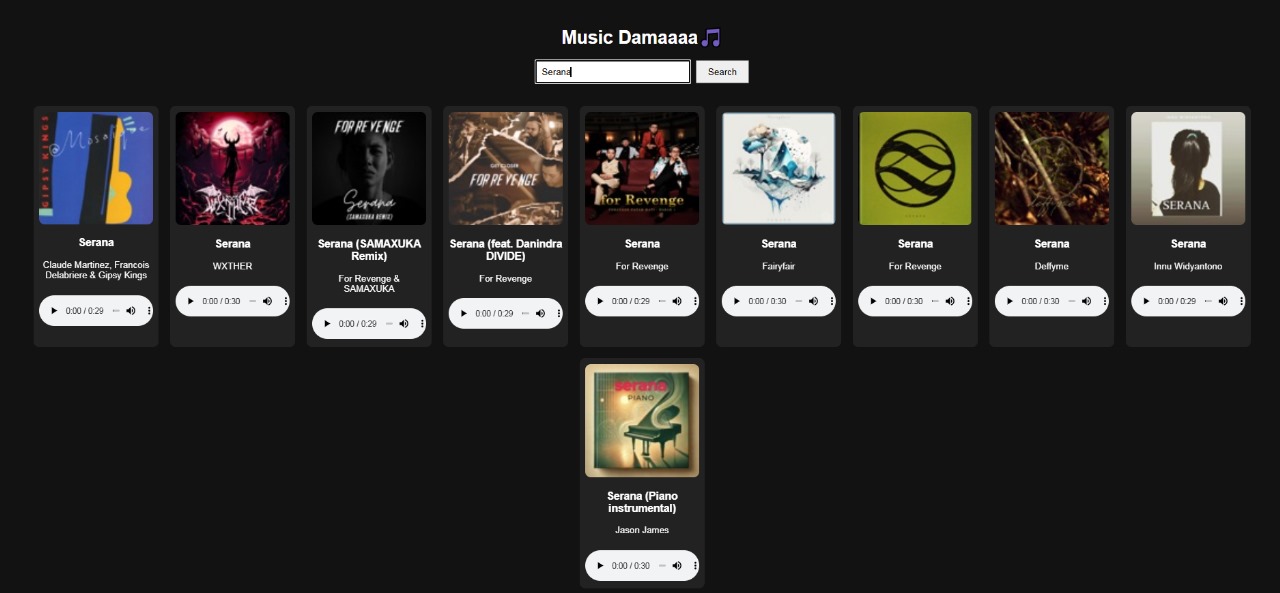 Music Damaaaa🎵
Serana
Search
GIPSY KINGS
Mosaïque
Serana
Claude Martinez, Francois
Delabriere & Gipsy Kings
0:00 / 0:29
WXTHER
Serana
WXTHER
0:00 / 0:30
FOR REVENGE
Serana
(SAMAXUKA REMIX)
Serana (SAMAXUKA
Remix)
For Revenge &
SAMAXUKA
0:00 / 0:29
FOR REVENGE
Serana (feat. Danindra
DIVIDE)
For Revenge
0:00 / 0:29
for Revenge
Serana
For Revenge
0:00 / 0:29
Serana
Fairyfair
0:00 / 0:30
Serana
For Revenge
0:00 / 0:30
Serana
Deffyme
0:00 / 0:30
SERANA
Serana
Innu Widyantono
0:00 / 0:29
serana
PIANO
Serana (Piano
instrumental)
Jason James
0:00 / 0:30